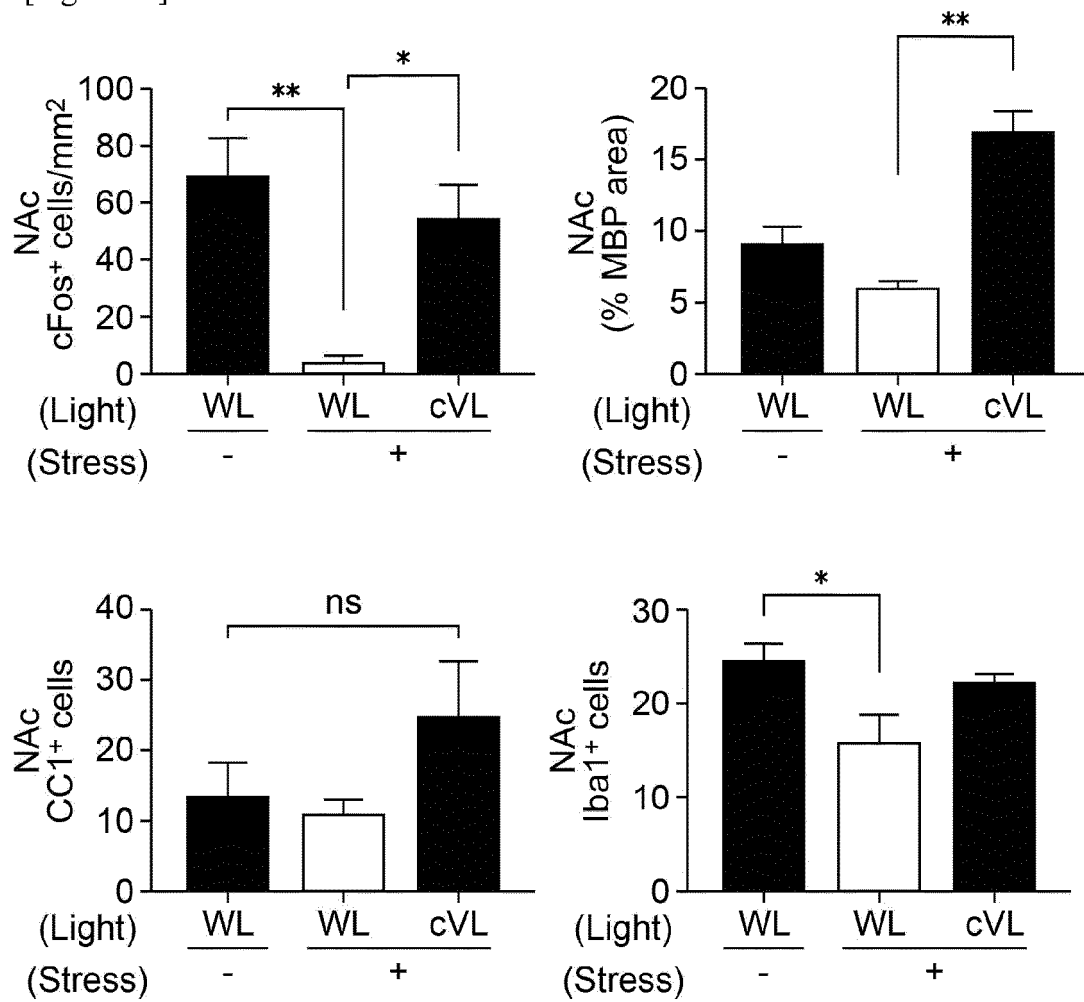 **
*
100
80
60
40
20
0
NAc
cFos⁺ cells/mm²
(Light) WL WL cVL
(Stress) - +
**
20
15
10
5
0
NAc
(% MBP area)
(Light) WL WL cVL
(Stress) - +
ns
40
30
20
10
0
NAc
CC1⁺ cells
(Light) WL WL cVL
(Stress) - +
*
30
20
10
0
NAc
Iba1⁺ cells
(Light) WL WL cVL
(Stress) - +